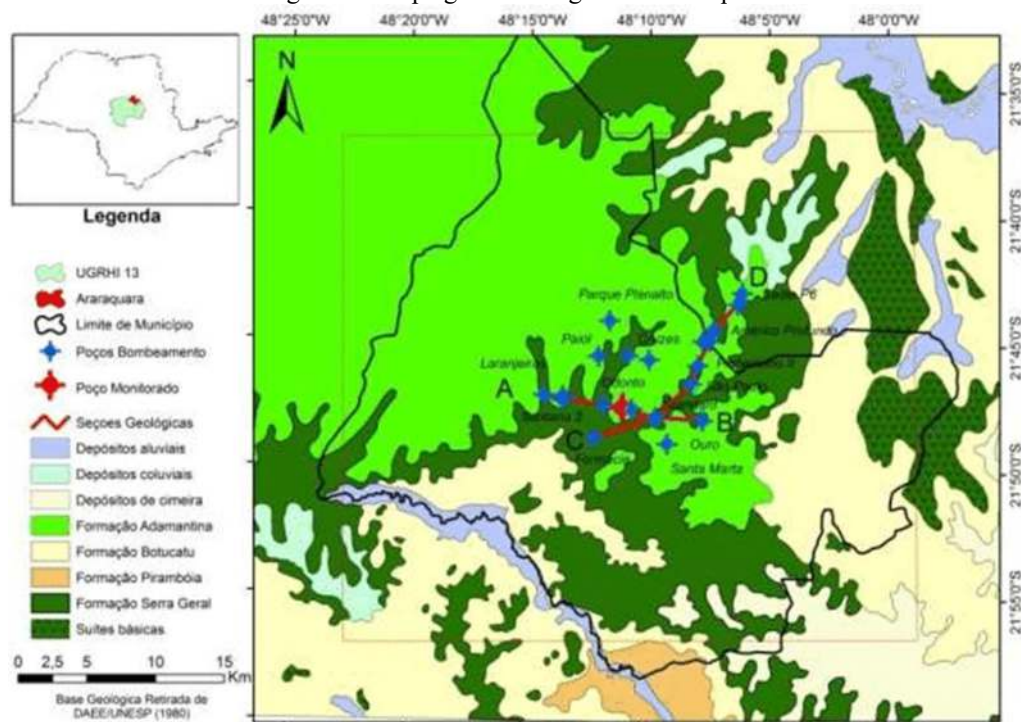 48°25'0"W 48°20'0"W 48°15'0"W 48°10'0"W 48°5'0"W 48°0'0"W
N
21°35'0"S
21°40'0"S
21°45'0"S
21°50'0"S
21°55'0"S
Legenda
UGRHI 13
Araraquara
Limite de Município
Poços Bombeamento
Poço Monitorado
Seçoes Geológicas
Depósitos aluviais
Depósitos coluviais
Depósitos de cimeira
Formação Adamantina
Formação Botucatu
Formação Pirambóia
Formação Serra Geral
Suítes básicas
0 2,5 5 10 15 Km
Base Geológica Retirada de
DAEE/UNESP (1980)
D
Paiol
Laranjeiras
Odonto
A
B
C
Ouro
Santa Marta